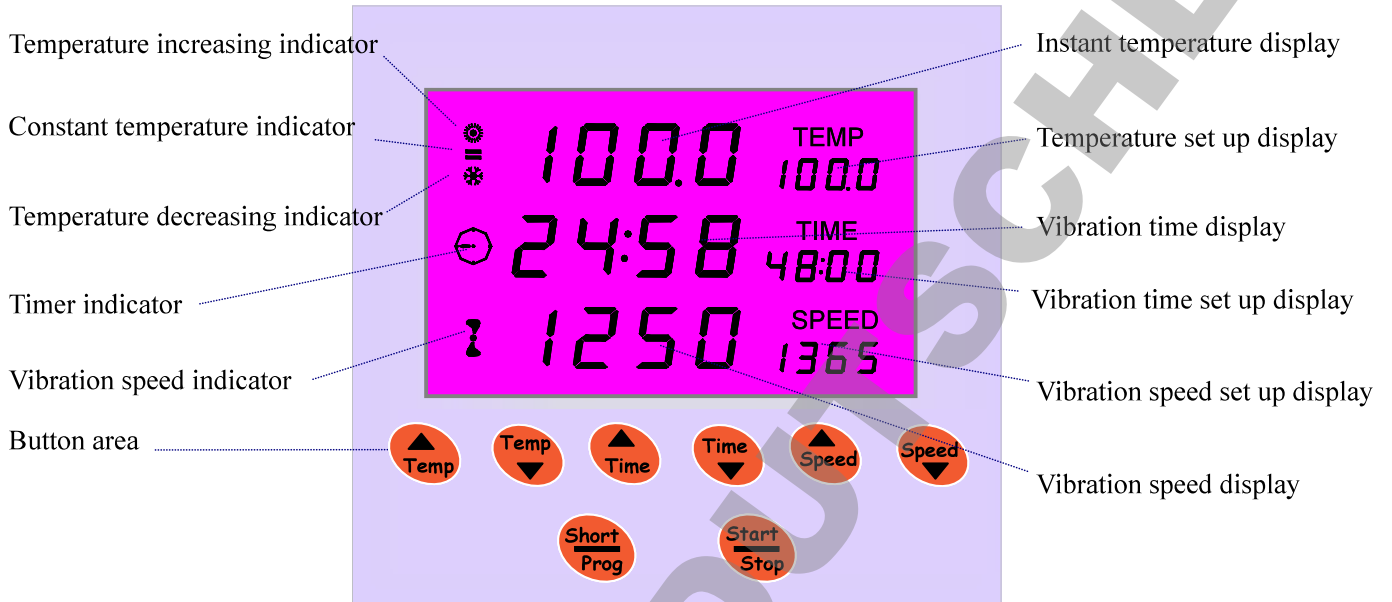 Temperature increasing indicator
Constant temperature indicator
Temperature decreasing indicator
Timer indicator
Vibration speed indicator
Button area
100.0
TEMP
100.0
24:58
TIME
48:00
1250
SPEED
1365
Temp
Temp
Time
Time
Speed
Speed
Short
Prog
Start
Stop
Instant temperature display
Temperature set up display
Vibration time display
Vibration time set up display
Vibration speed set up display
Vibration speed display